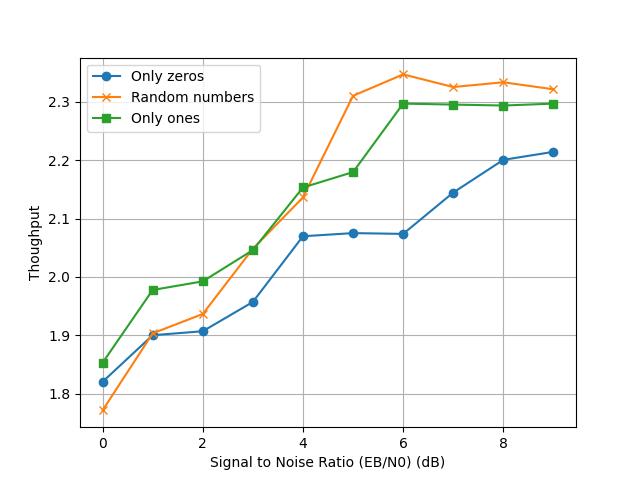 Only zeros
Random numbers
Only ones
2.3
2.2
2.1
2.0
1.9
1.8
Thoughput
0 2 4 6 8
Signal to Noise Ratio (EB/N0) (dB)